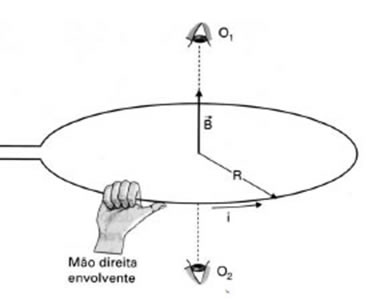 O₁
B⃗
R
i
Mão direita
envolvente
O₂